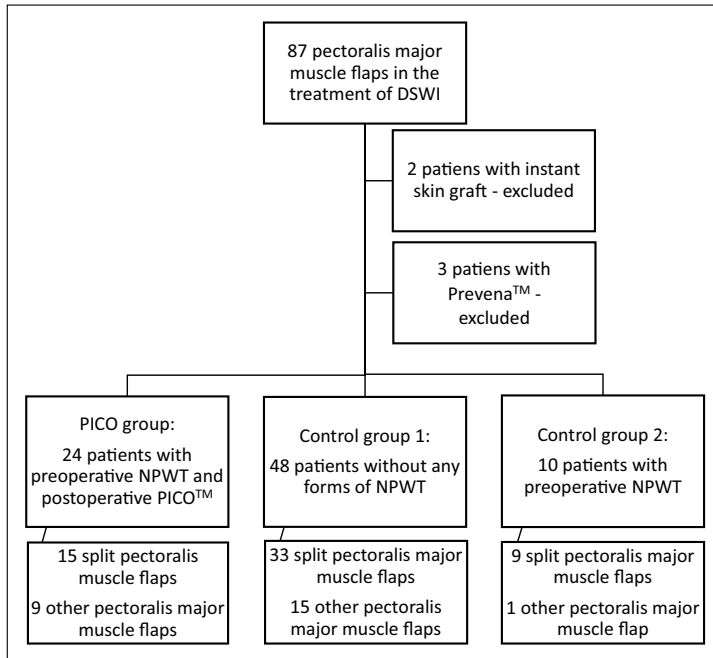 87 pectoralis major
muscle flaps in the
treatment of DSWI
2 patiens with instant
skin graft - excluded
3 patiens with
Prevena™ -
excluded
PICO group:
24 patients with
preoperative NPWT and
postoperative PICO™
Control group 1:
48 patients without any
forms of NPWT
Control group 2:
10 patients with
preoperative NPWT
15 split pectoralis
muscle flaps
9 other pectoralis major
muscle flaps
33 split pectoralis major
muscle flaps
15 other pectoralis
major muscle flaps
9 split pectoralis major
muscle flaps
1 other pectoralis major
muscle flap